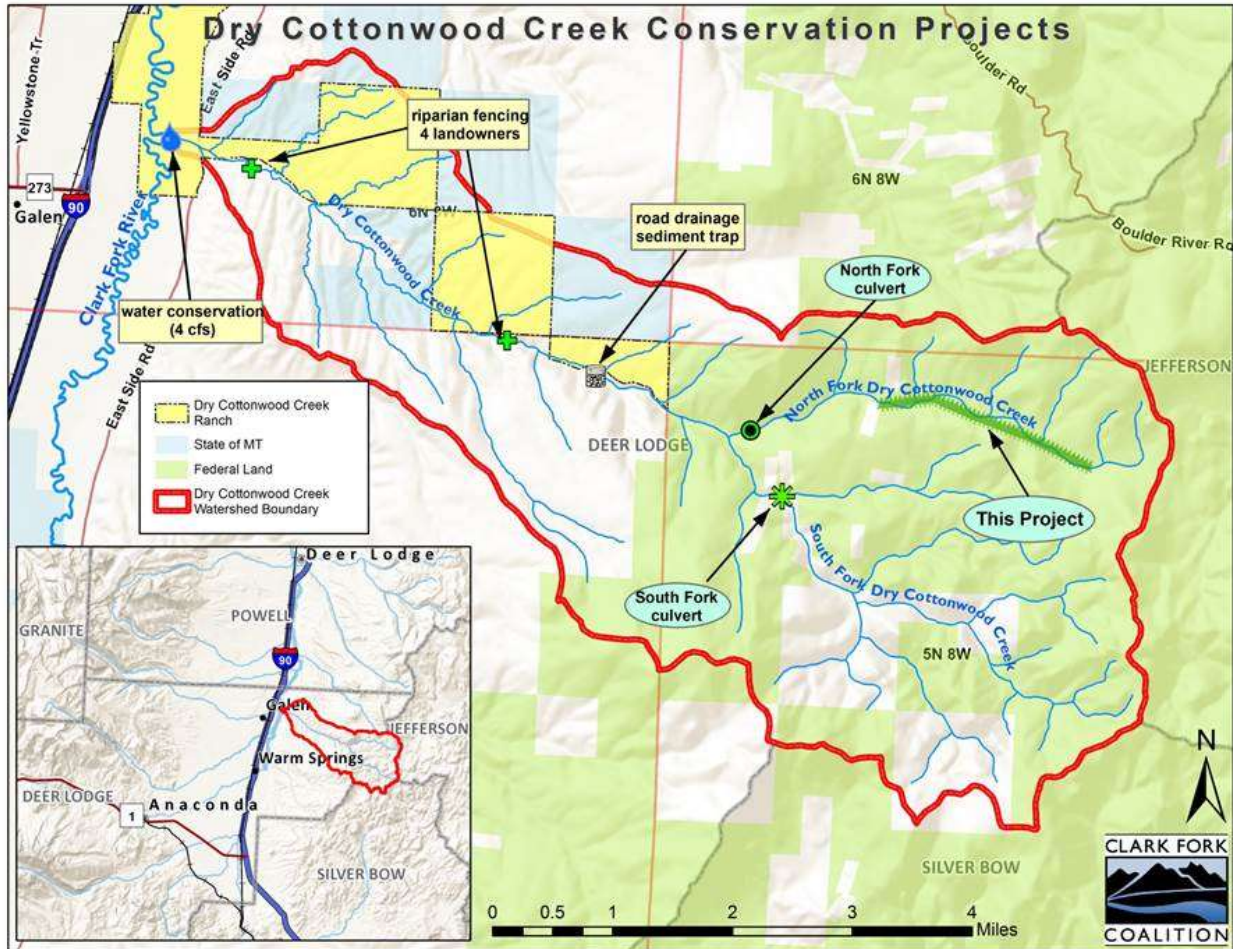 Dry Cottonwood Creek Conservation Projects
Yellowstone Tr
East Side Rd
Boulder Rd
riparian fencing
4 landowners
6N 8W
273
90
Galen
Clark Fork River
Dry Cottonwood Creek
road drainage
sediment trap
Boulder River Rd
North Fork
culvert
water conservation
(4 cfs)
East Side Rd
JEFFERSON
North Fork Dry Cottonwood Creek
DEER LODGE
Dry Cottonwood Creek
Ranch
State of MT
Federal Land
Dry Cottonwood Creek
Watershed Boundary
This Project
South Fork
culvert
South Fork Dry Cottonwood Creek
5N 8W
Deer Lodge
POWELL
GRANITE
90
Galen
JEFFERSON
Warm Springs
DEER LODGE
Anaconda
1
SILVER BOW
N
SILVER BOW
0 0.5 1 2 3 4
Miles
CLARK FORK
COALITION